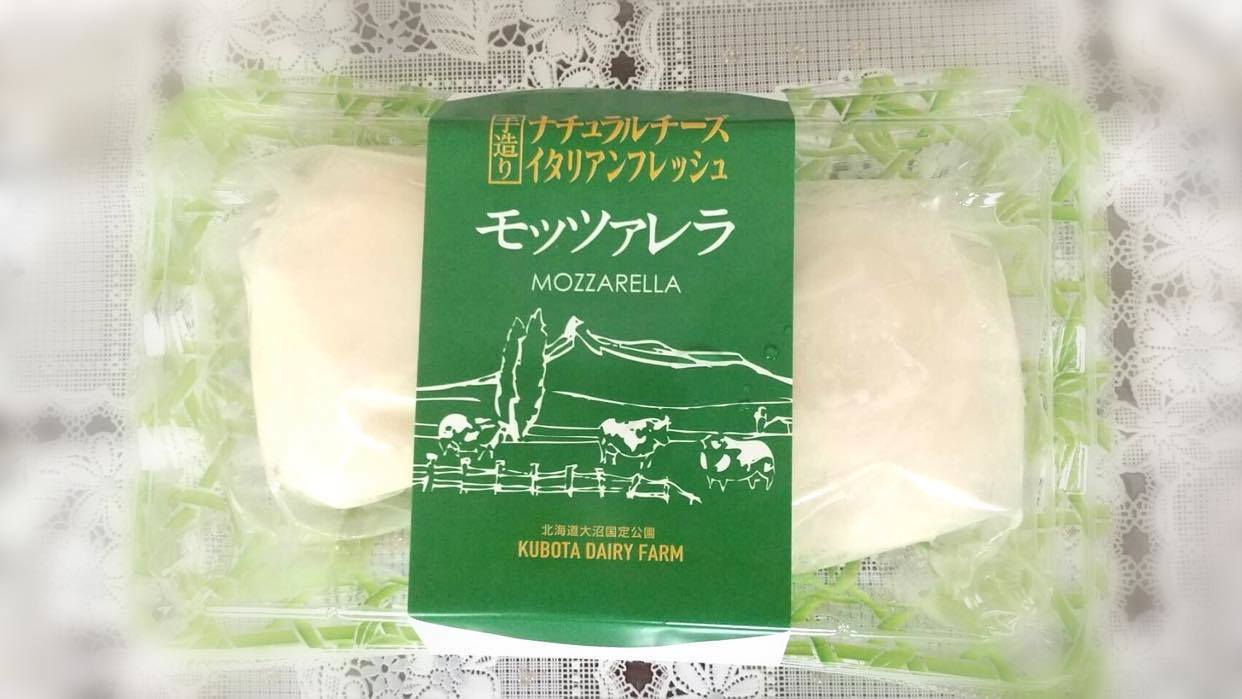 手造り
ナチュラルチーズ
イタリアンフレッシュ
モッツァレラ
MOZZARELLA
北海道大沼国定公園
KUBOTA DAIRY FARM